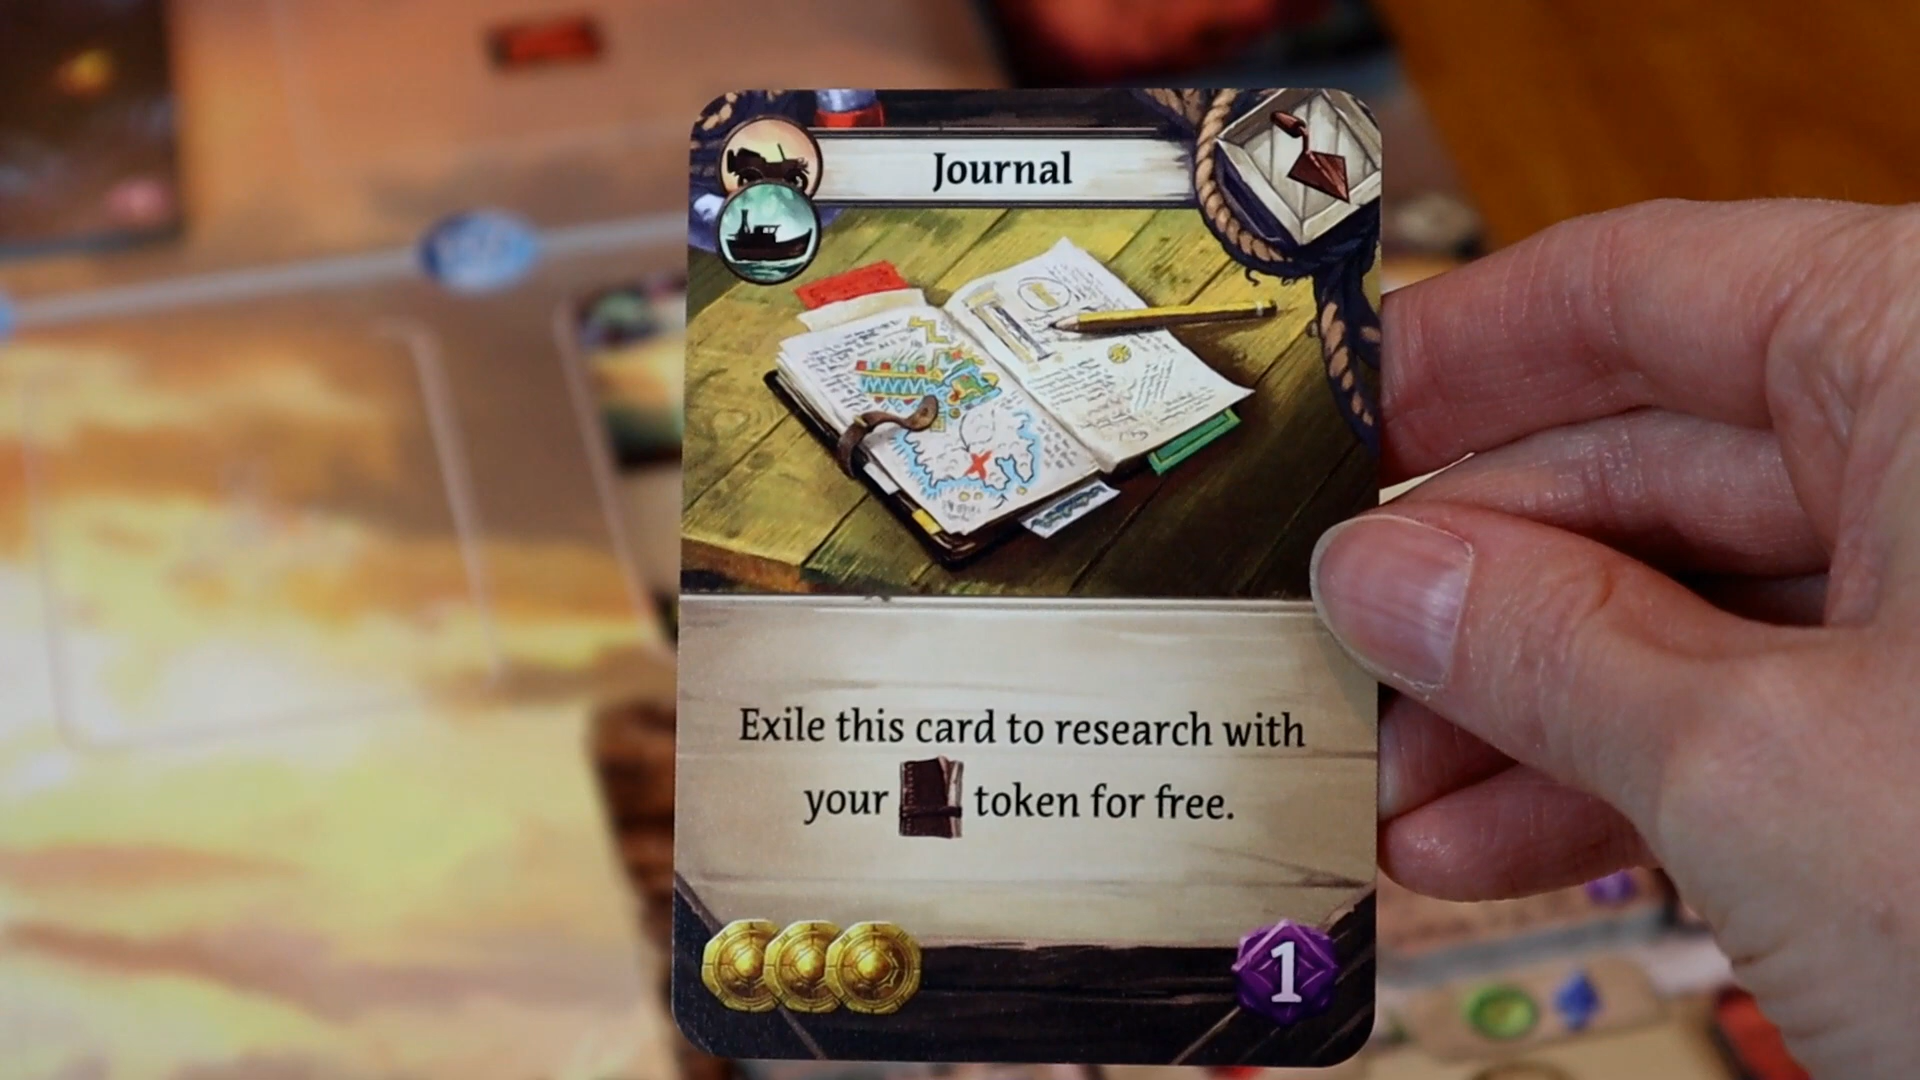 Journal
Exile this card to research with
your token for free.
1